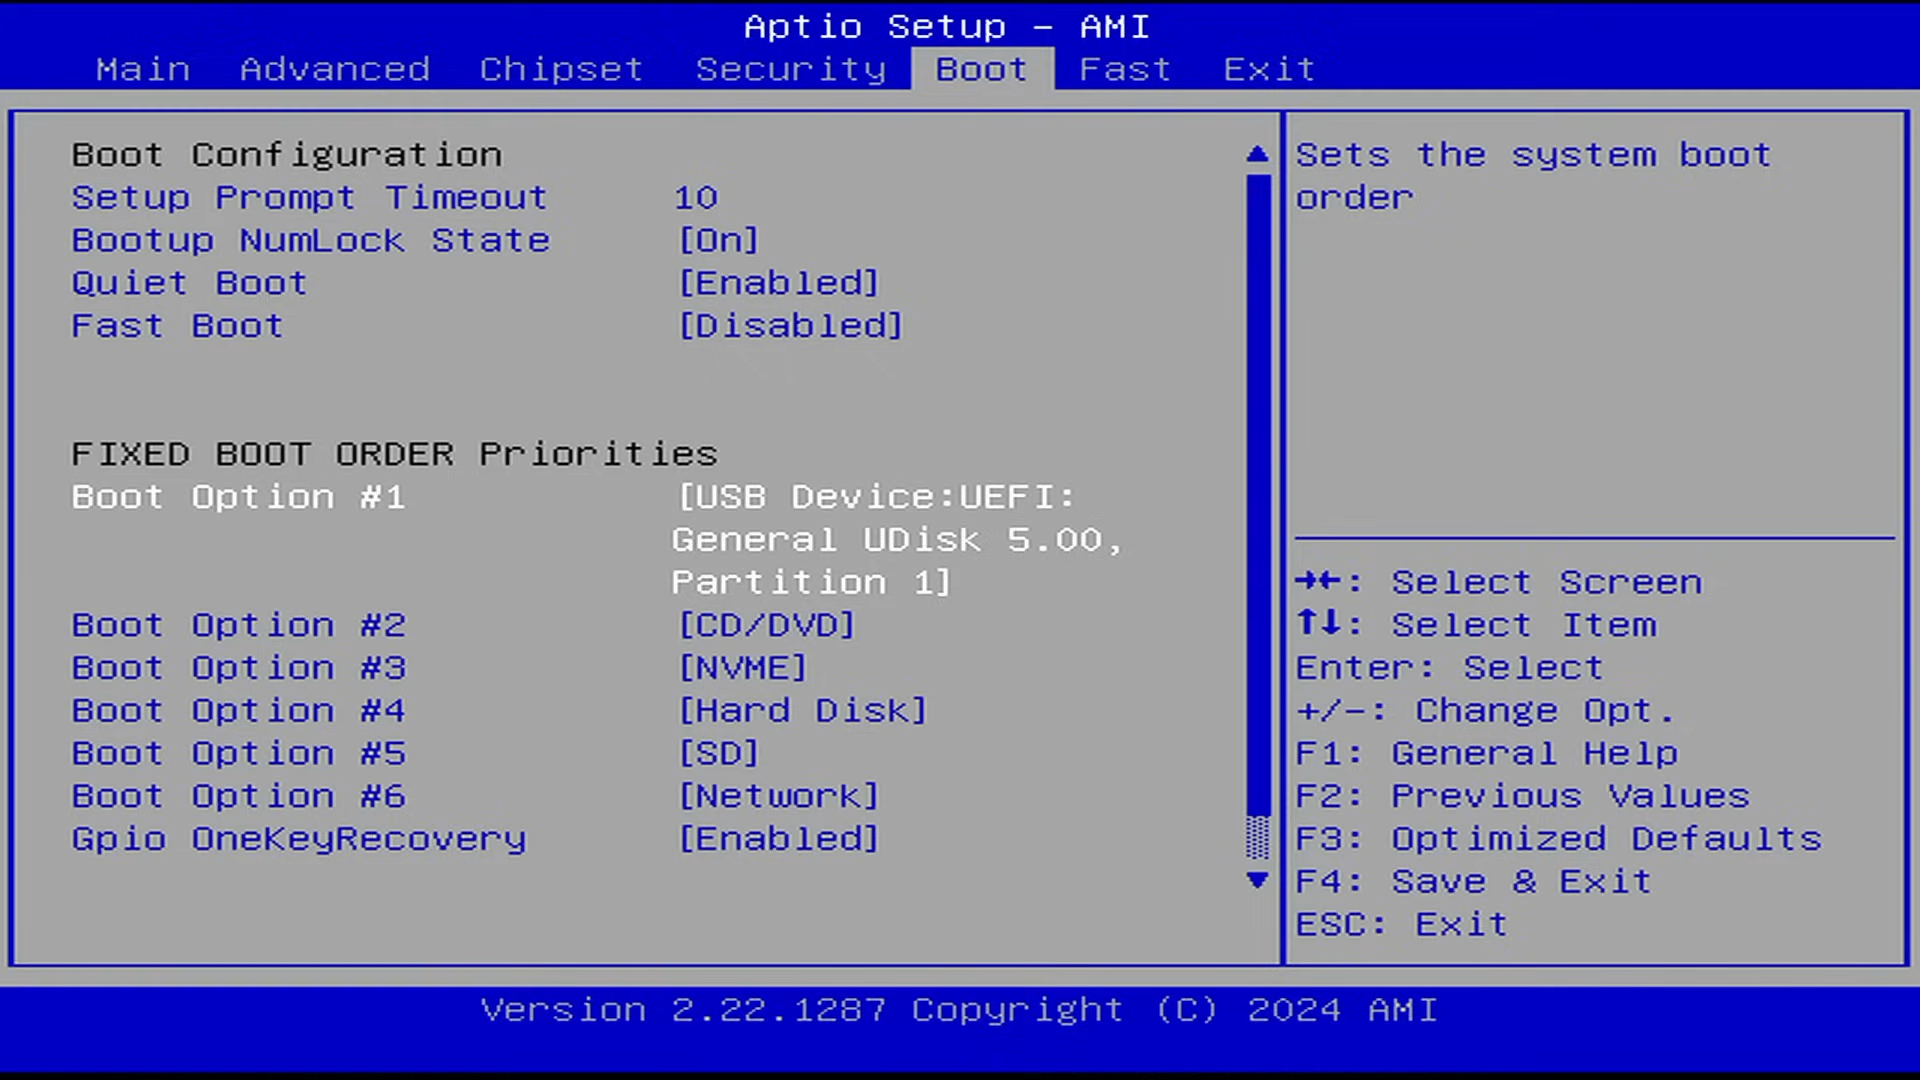 Aptio Setup - AMI
Main Advanced Chipset Security Boot Fast Exit
Boot Configuration
Setup Prompt Timeout 10
Bootup NumLock State [On]
Quiet Boot [Enabled]
Fast Boot [Disabled]
FIXED BOOT ORDER Priorities
Boot Option #1 [USB Device:UEFI:
General UDisk 5.00,
Partition 1]
Boot Option #2 [CD/DVD]
Boot Option #3 [NVME]
Boot Option #4 [Hard Disk]
Boot Option #5 [SD]
Boot Option #6 [Network]
Gpio OneKeyRecovery [Enabled]
Sets the system boot
order
→←: Select Screen
↑↓: Select Item
Enter: Select
+/-: Change Opt.
F1: General Help
F2: Previous Values
F3: Optimized Defaults
F4: Save & Exit
ESC: Exit
Version 2.22.1287 Copyright (C) 2024 AMI